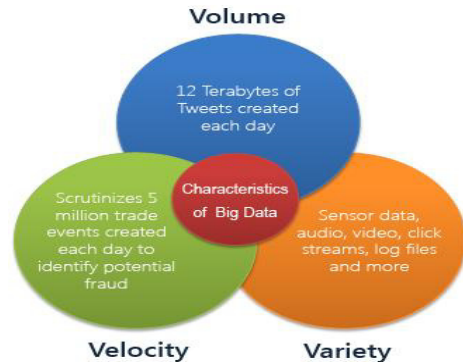 Volume
12 Terabytes of
Tweets created
each day
Characteristics
of Big Data
Scrutinizes 5
million trade
events created
each day to
identify potential
fraud
Sensor data,
audio, video, click
streams, log files
and more
Velocity
Variety